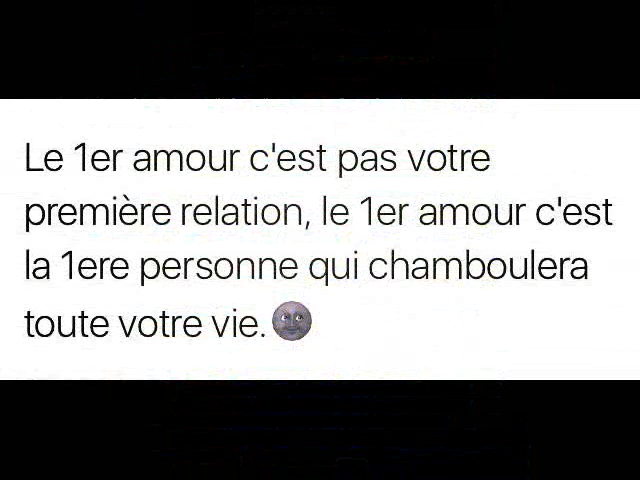 Le 1er amour c'est pas votre
première relation, le 1er amour c'est
la 1ere personne qui chamboulera
toute votre vie.🌚